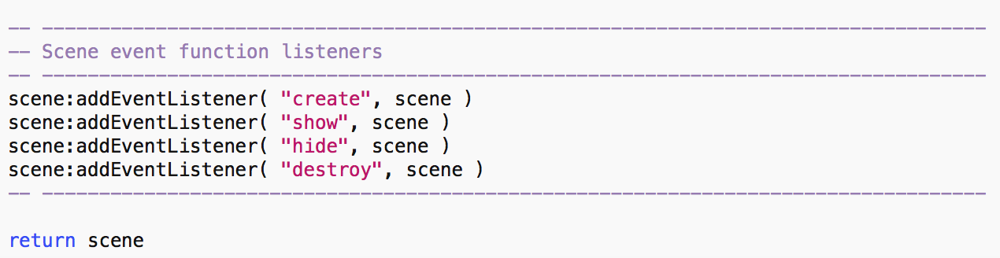 -- -----------------------------------------------------------------------------------
-- Scene event function listeners
-- -----------------------------------------------------------------------------------
scene:addEventListener( "create", scene )
scene:addEventListener( "show", scene )
scene:addEventListener( "hide", scene )
scene:addEventListener( "destroy", scene )
-- -----------------------------------------------------------------------------------
return scene